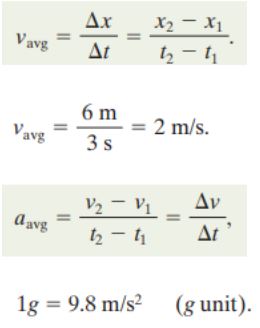 v_avg = Δx / Δt = (x₂ − x₁) / (t₂ − t₁).
v_avg = 6 m / 3 s = 2 m/s.
a_avg = (v₂ − v₁) / (t₂ − t₁) = Δv / Δt,
1g = 9.8 m/s² (g unit).